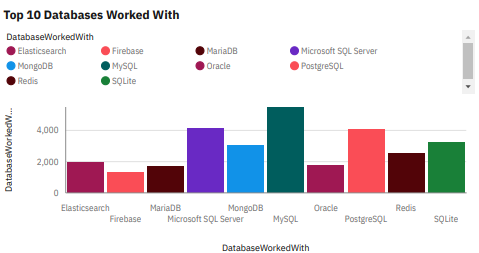 Top 10 Databases Worked With
DatabaseWorkedWith
Elasticsearch Firebase MariaDB Microsoft SQL Server
MongoDB MySQL Oracle PostgreSQL
Redis SQLite
DatabaseWorkedW...
4,000
2,000
0
Elasticsearch MariaDB MongoDB Oracle Redis
Firebase Microsoft SQL Server MySQL PostgreSQL SQLite
DatabaseWorkedWith